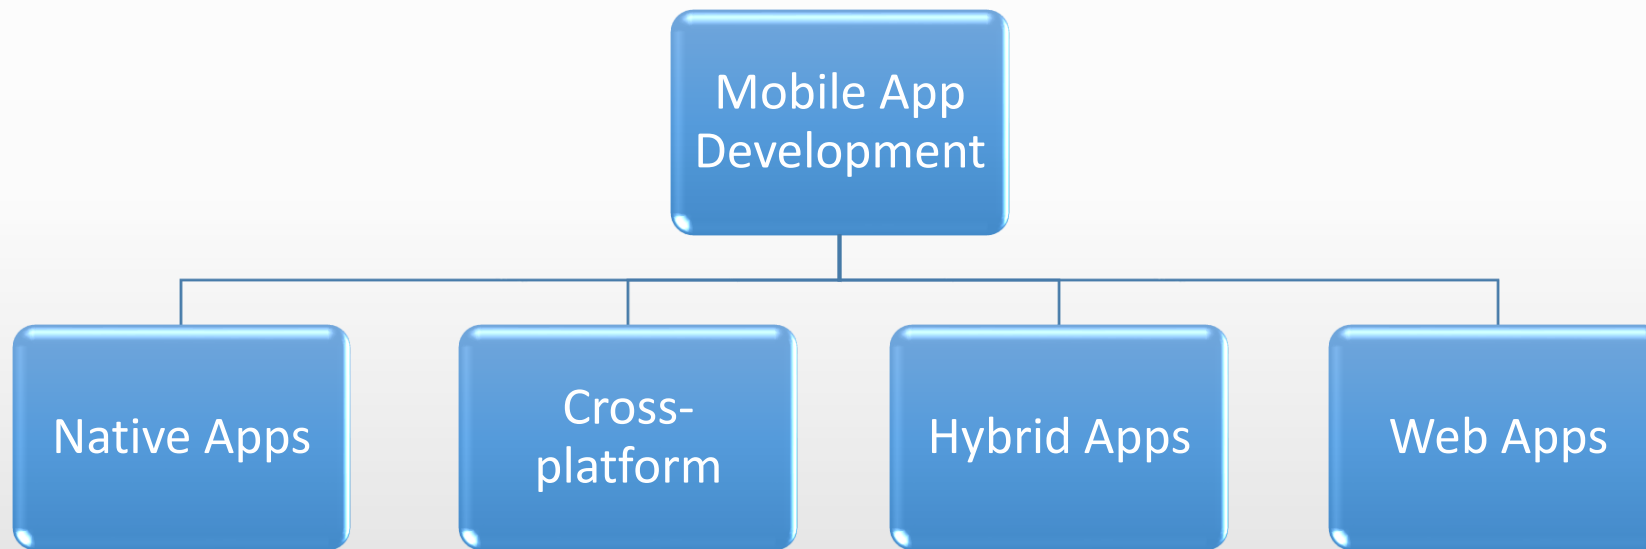 Mobile App
Development
Native Apps
Cross-
platform
Hybrid Apps
Web Apps